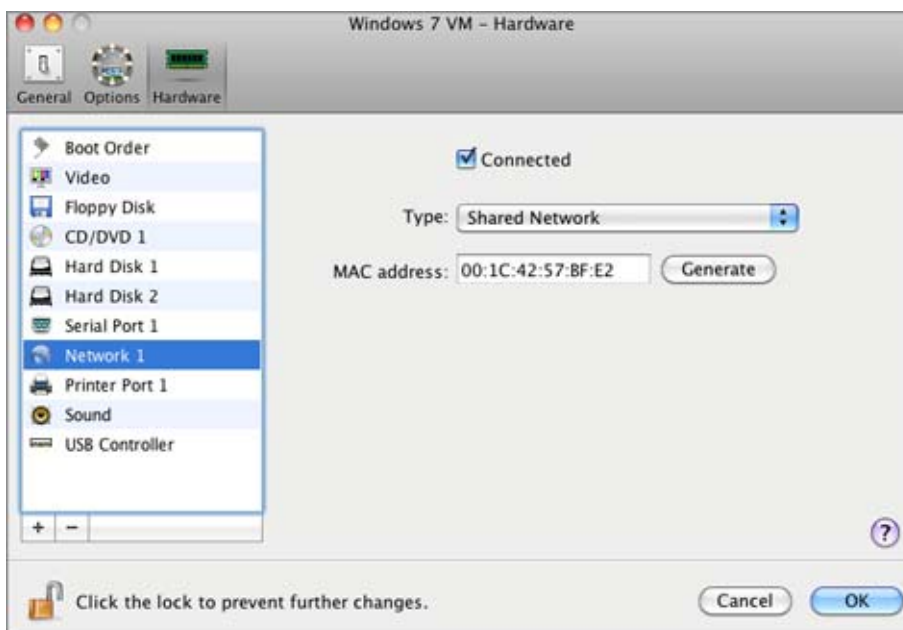 Windows 7 VM – Hardware
General Options Hardware
Boot Order
Video
Floppy Disk
CD/DVD 1
Hard Disk 1
Hard Disk 2
Serial Port 1
Network 1
Printer Port 1
Sound
USB Controller
+ −
Connected
Type: Shared Network
MAC address: 00:1C:42:57:BF:E2 Generate
?
Click the lock to prevent further changes.
Cancel OK